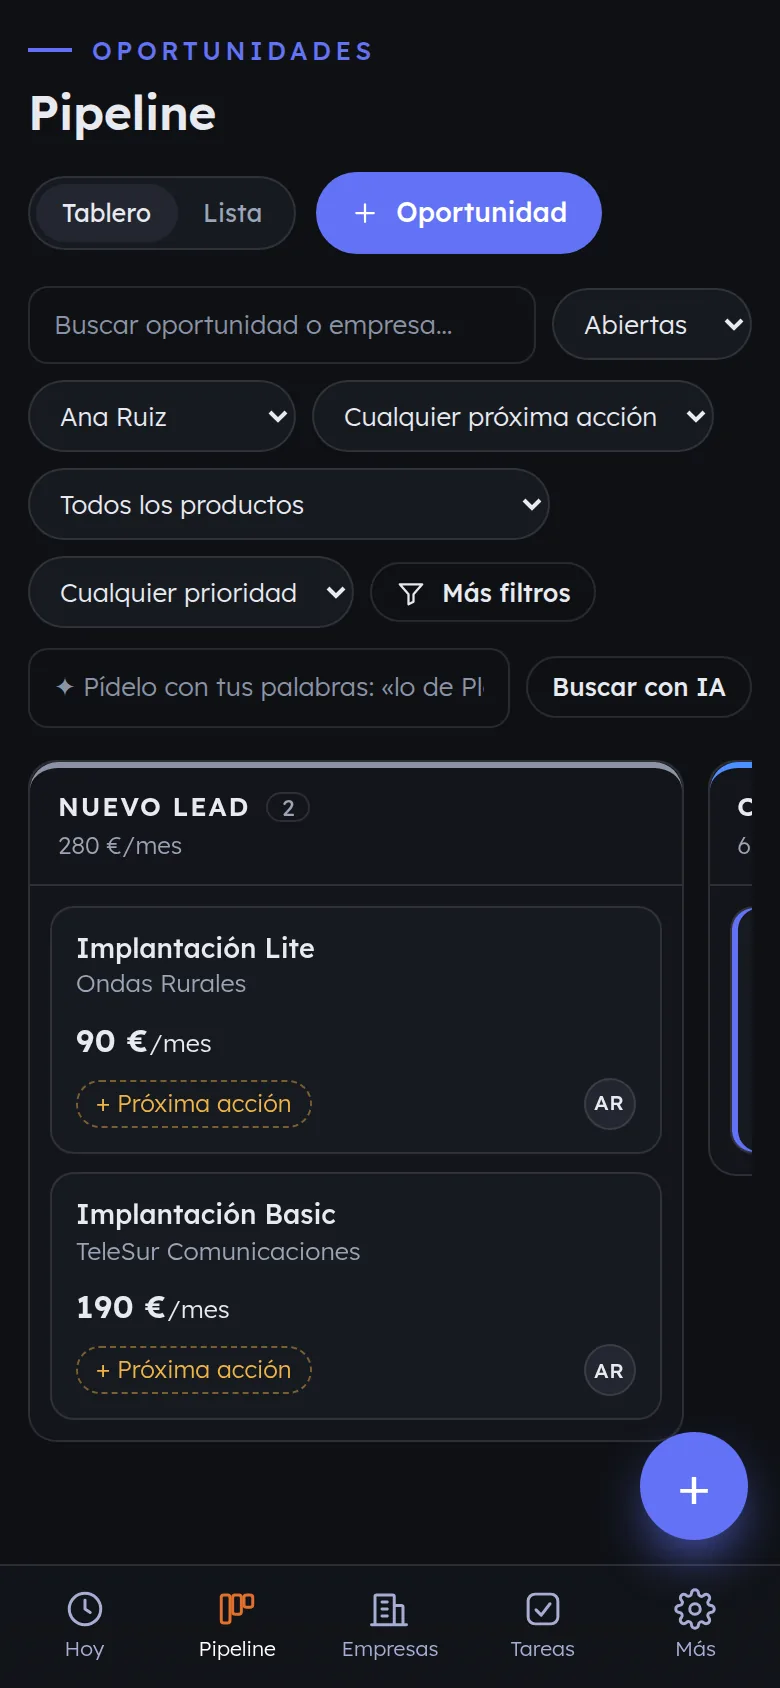 OPORTUNIDADES
Pipeline
Tablero Lista + Oportunidad
Buscar oportunidad o empresa... Abiertas
Ana Ruiz Cualquier próxima acción
Todos los productos
Cualquier prioridad Más filtros
✦ Pídelo con tus palabras: «lo de Pl Buscar con IA
NUEVO LEAD 2
280 €/mes
Implantación Lite
Ondas Rurales
90 €/mes
+ Próxima acción AR
Implantación Basic
TeleSur Comunicaciones
190 €/mes
+ Próxima acción AR
6
+
Hoy Pipeline Empresas Tareas Más